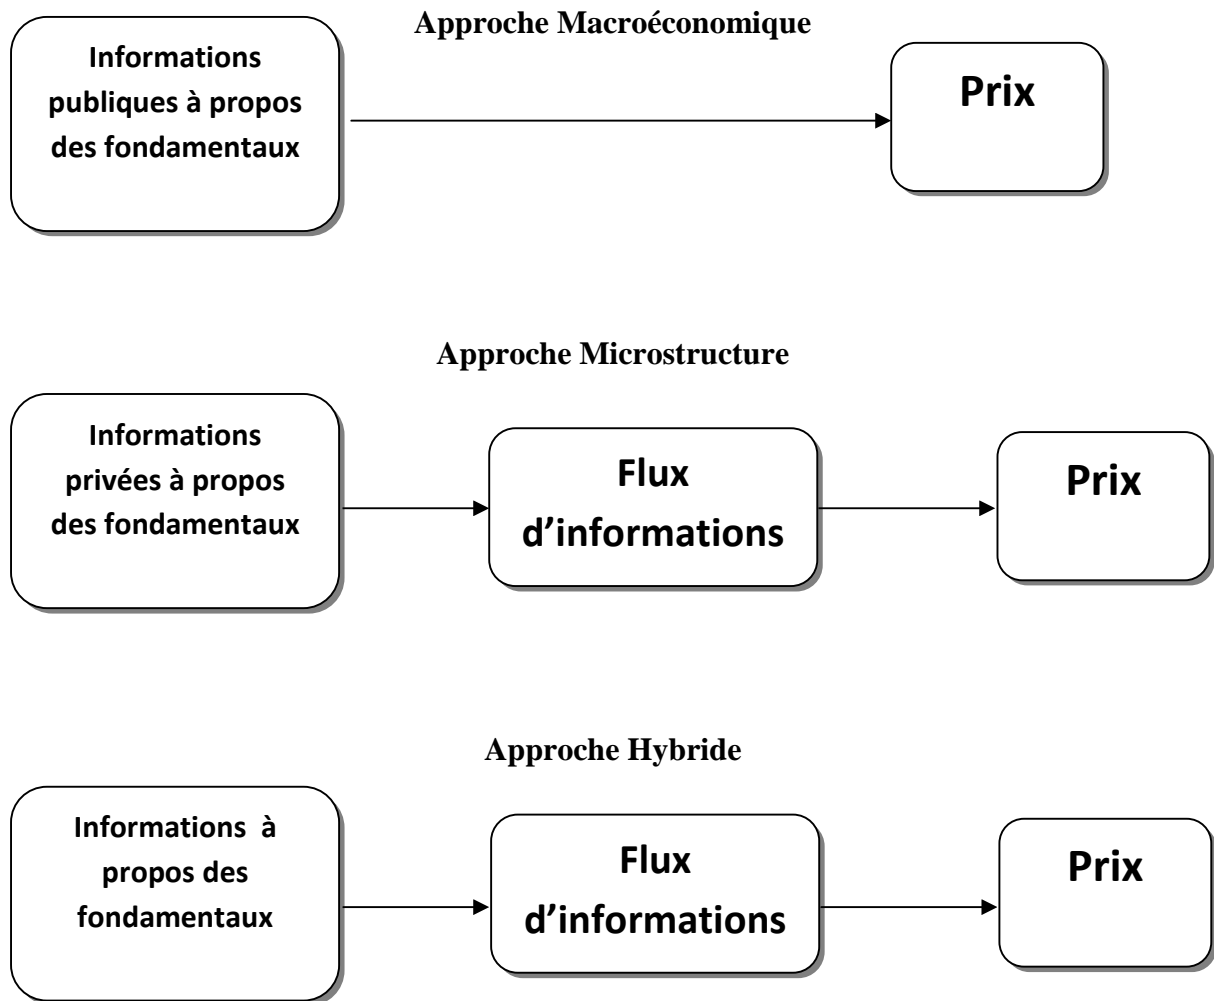 Approche Macroéconomique
Informations
publiques à propos
des fondamentaux
Prix
Approche Microstructure
Informations
privées à propos
des fondamentaux
Flux
d’informations
Prix
Approche Hybride
Informations  à
propos des
fondamentaux
Flux
d’informations
Prix